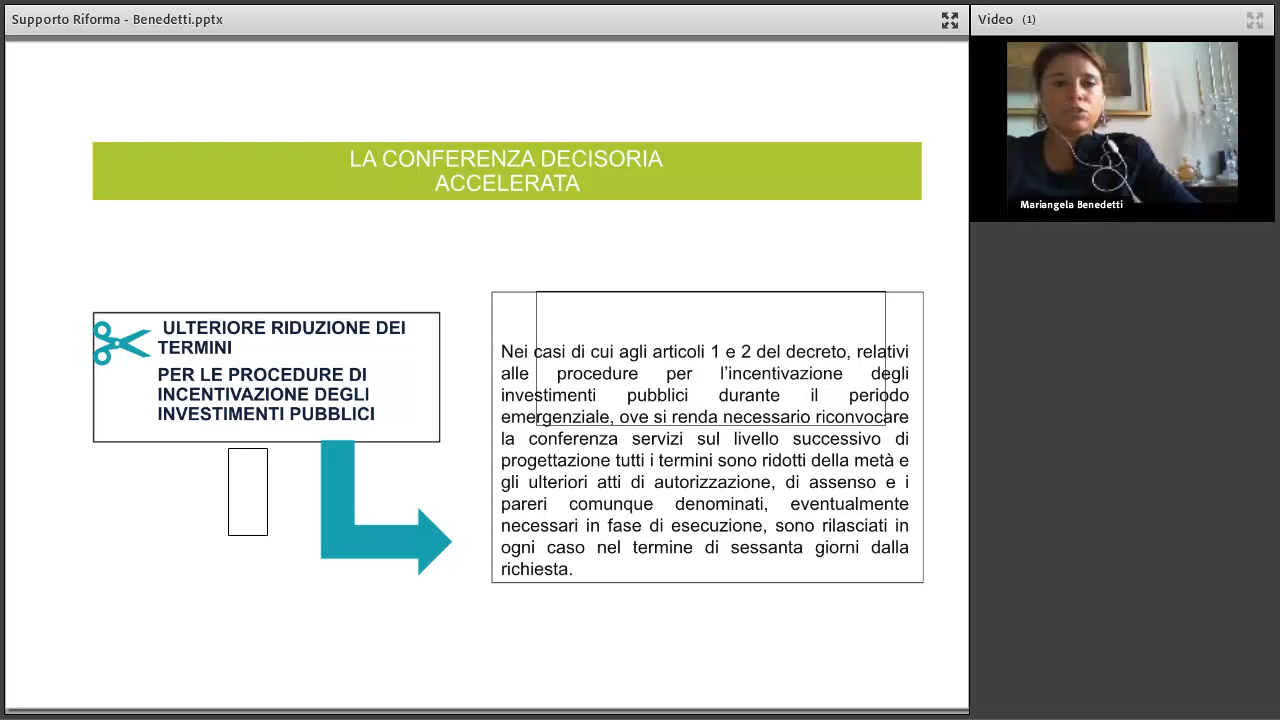 Supporto Riforma - Benedetti.pptx
Video (1)
Mariangela Benedetti
LA CONFERENZA DECISORIA
ACCELERATA
ULTERIORE RIDUZIONE DEI
TERMINI
PER LE PROCEDURE DI
INCENTIVAZIONE DEGLI
INVESTIMENTI PUBBLICI
Nei casi di cui agli articoli 1 e 2 del decreto, relativi
alle procedure per l’incentivazione degli
investimenti pubblici durante il periodo
emergenziale, ove si renda necessario riconvocare
la conferenza servizi sul livello successivo di
progettazione tutti i termini sono ridotti della metà e
gli ulteriori atti di autorizzazione, di assenso e i
pareri comunque denominati, eventualmente
necessari in fase di esecuzione, sono rilasciati in
ogni caso nel termine di sessanta giorni dalla
richiesta.